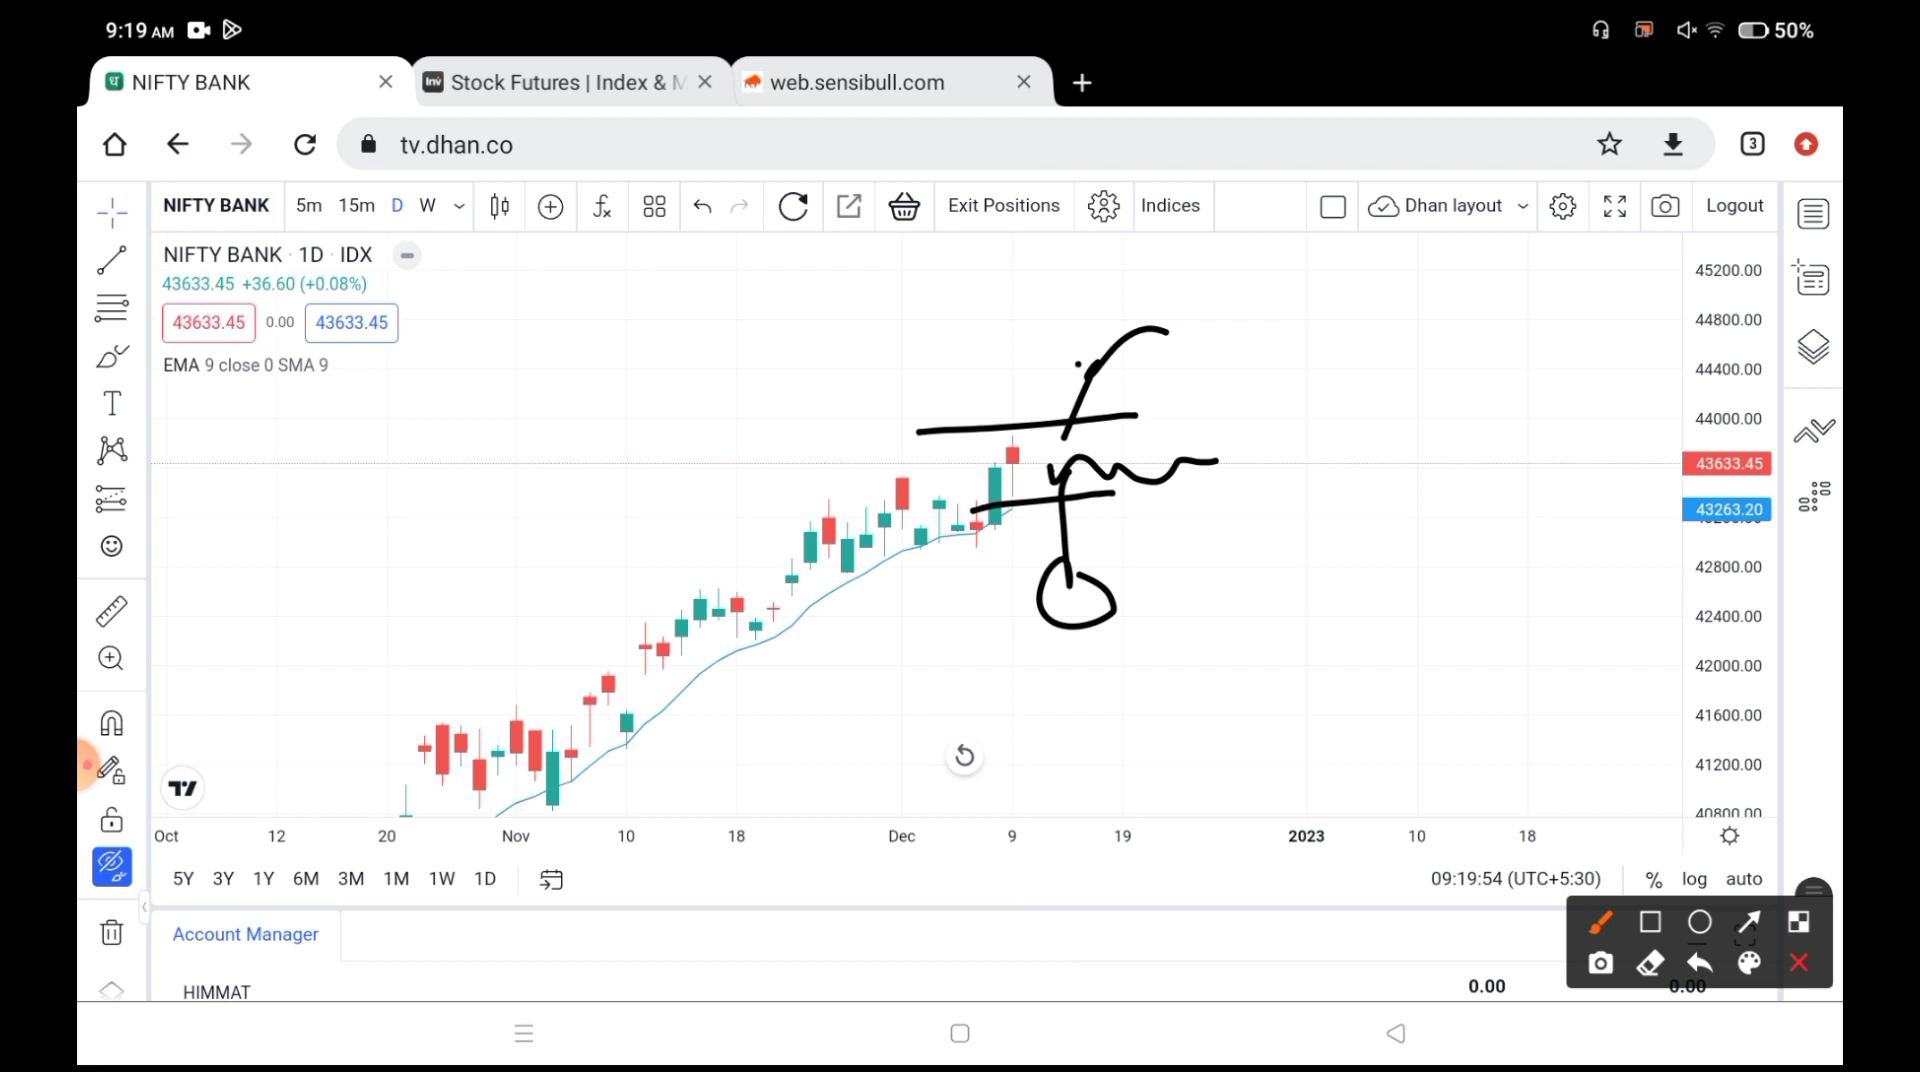 9:19 AM
50%
NIFTY BANK
Stock Futures | Index & M
web.sensibull.com
tv.dhan.co
3
NIFTY BANK 5m 15m D W Exit Positions Indices Dhan layout Logout
NIFTY BANK · 1D · IDX
43633.45 +36.60 (+0.08%)
43633.45 0.00 43633.45
EMA 9 close 0 SMA 9
45200.00
44800.00
44400.00
44000.00
43633.45
43263.20
42800.00
42400.00
42000.00
41600.00
41200.00
40800.00
Oct 12 20 Nov 10 18 Dec 9 19 2023 10 18
5Y 3Y 1Y 6M 3M 1M 1W 1D 09:19:54 (UTC+5:30) % log auto
Account Manager
HIMMAT 0.00 0.00